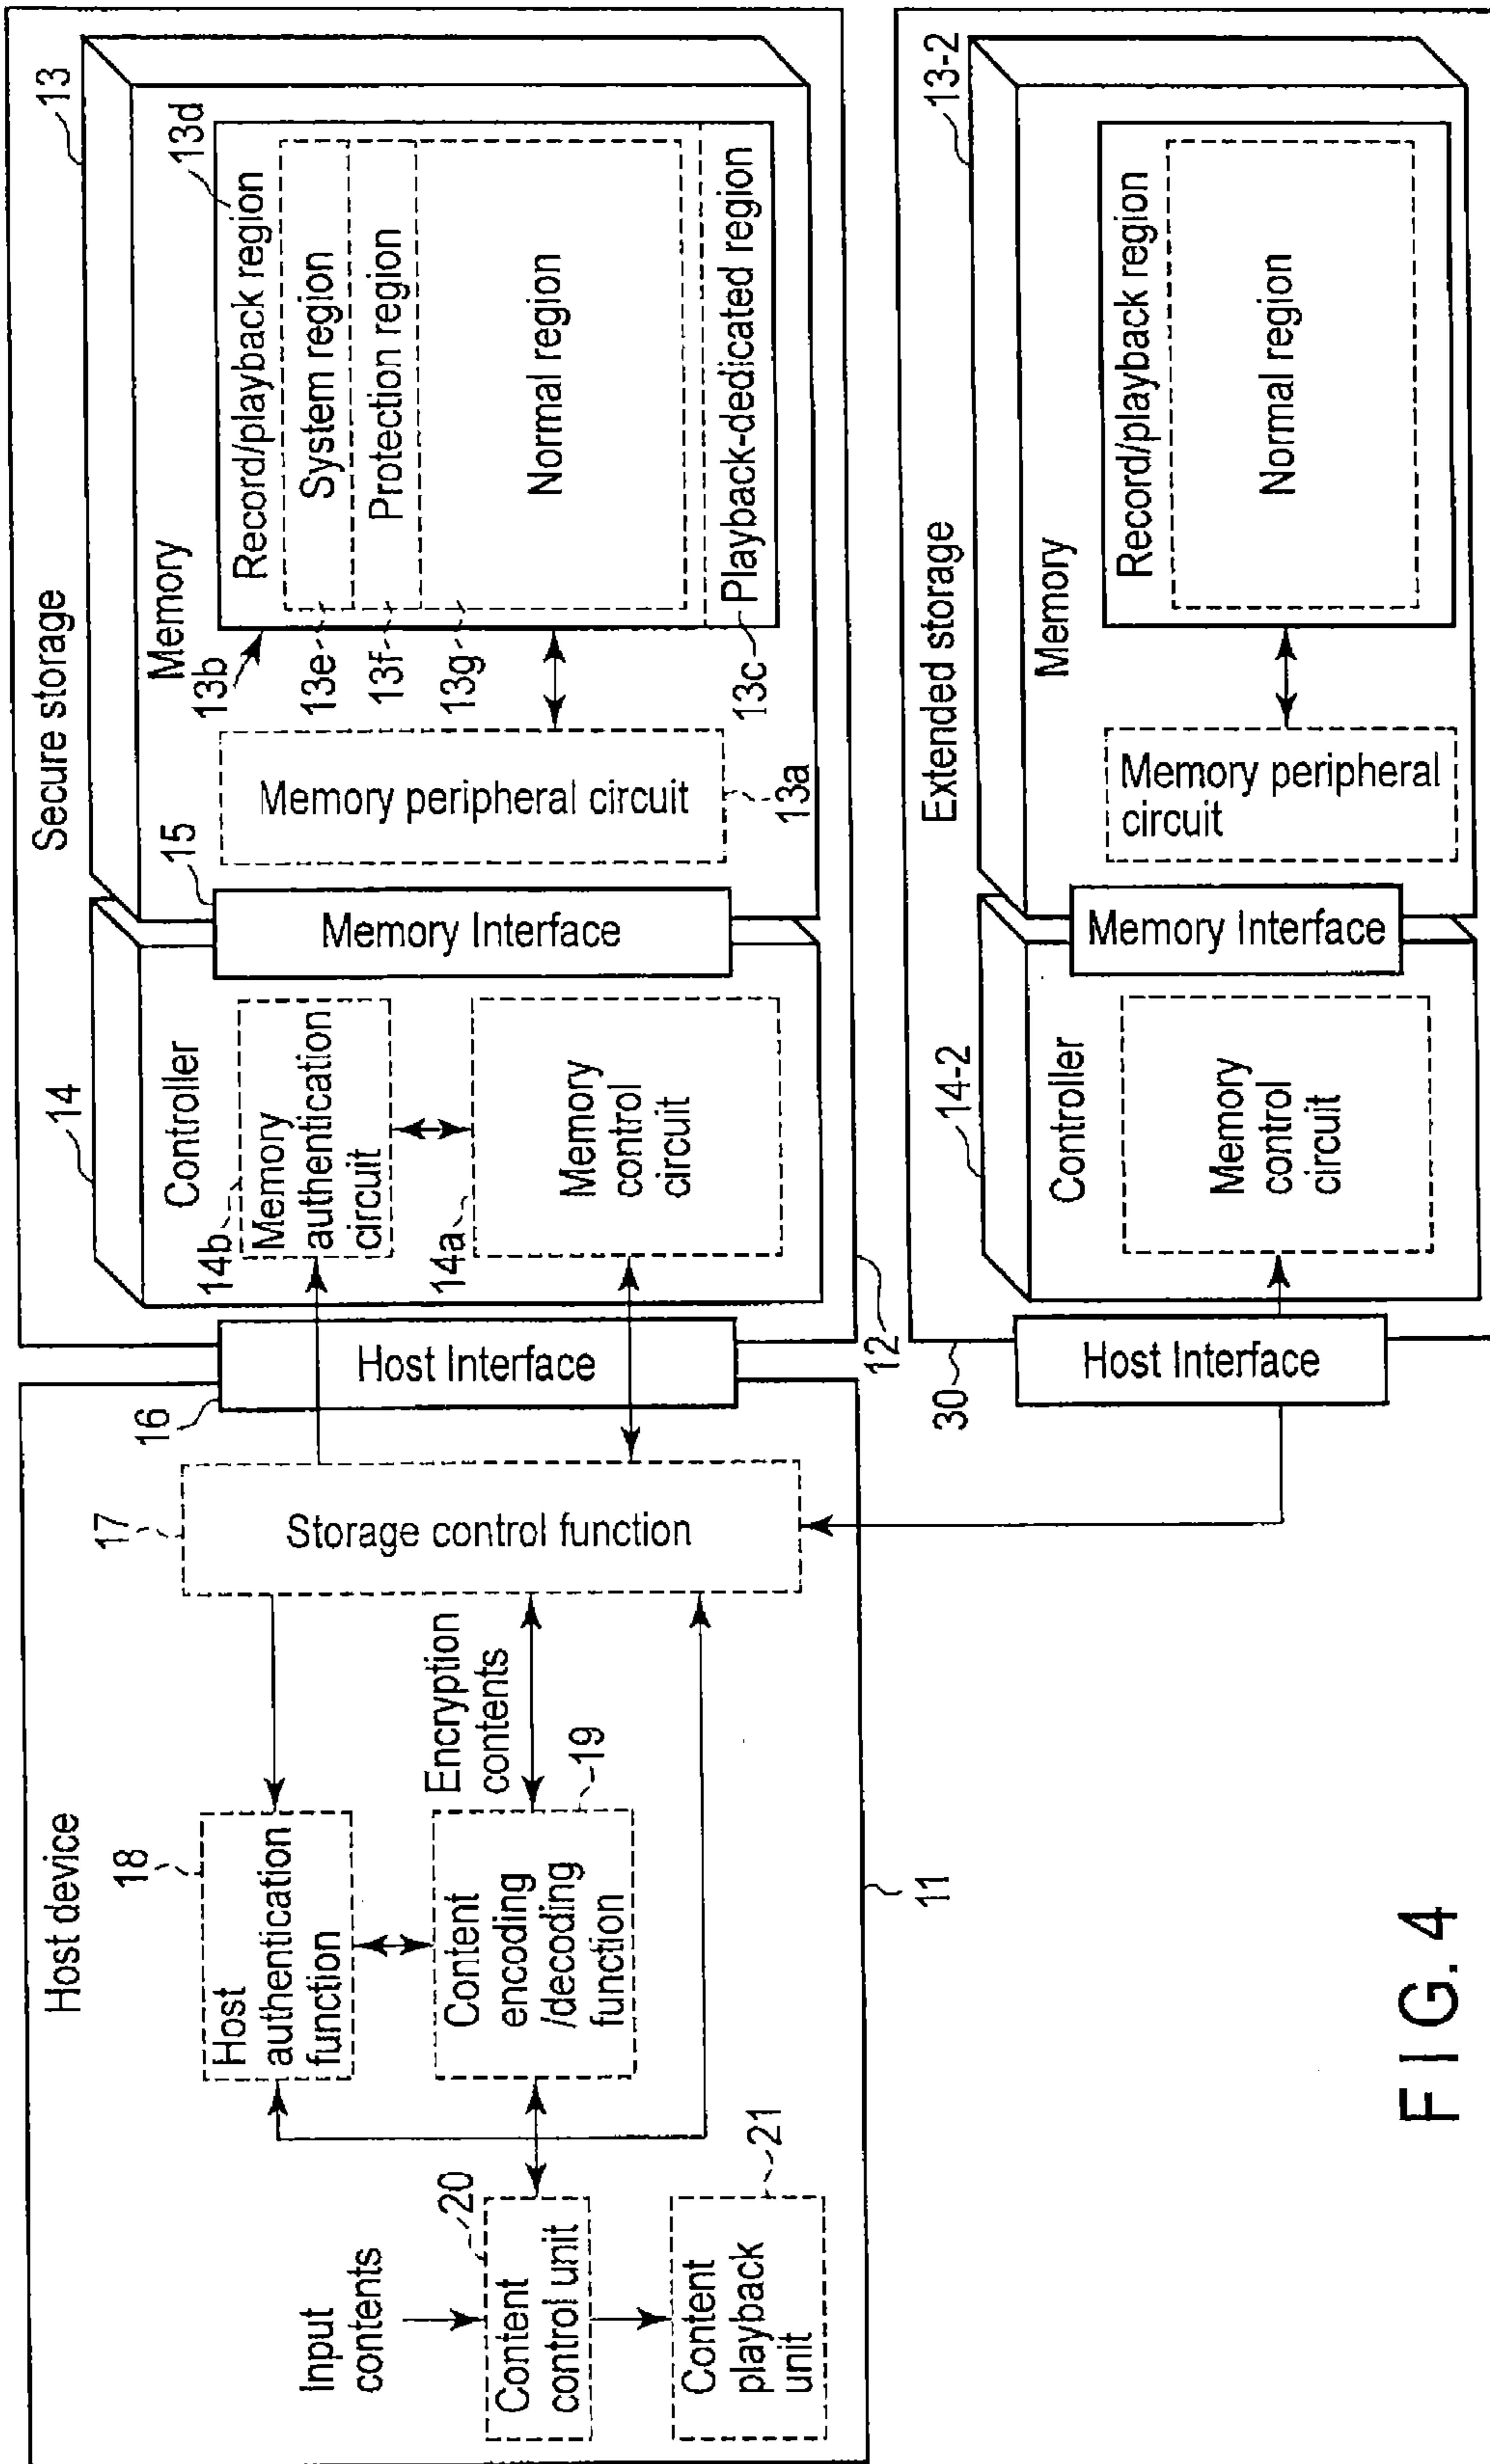 Host device
Input
contents
Content
control unit
20
Content
playback
unit
21
18
Host
authentication
function
Content
encoding
/decoding
function
19
Encryption
contents
17
Storage control function
11
16
Host Interface
12
Secure storage
14
Controller
14b
Memory
authentication
circuit
14a
Memory
control
circuit
15
Memory Interface
13
Memory
Memory peripheral circuit
13a
13b
Record/playback region
13d
System region
13e
Protection region
13f
Normal region
13g
Playback-dedicated region
13c
Extended storage
30
Host Interface
14-2
Controller
Memory
control
circuit
Memory Interface
13-2
Memory
Memory peripheral
circuit
Record/playback region
Normal region
FIG. 4